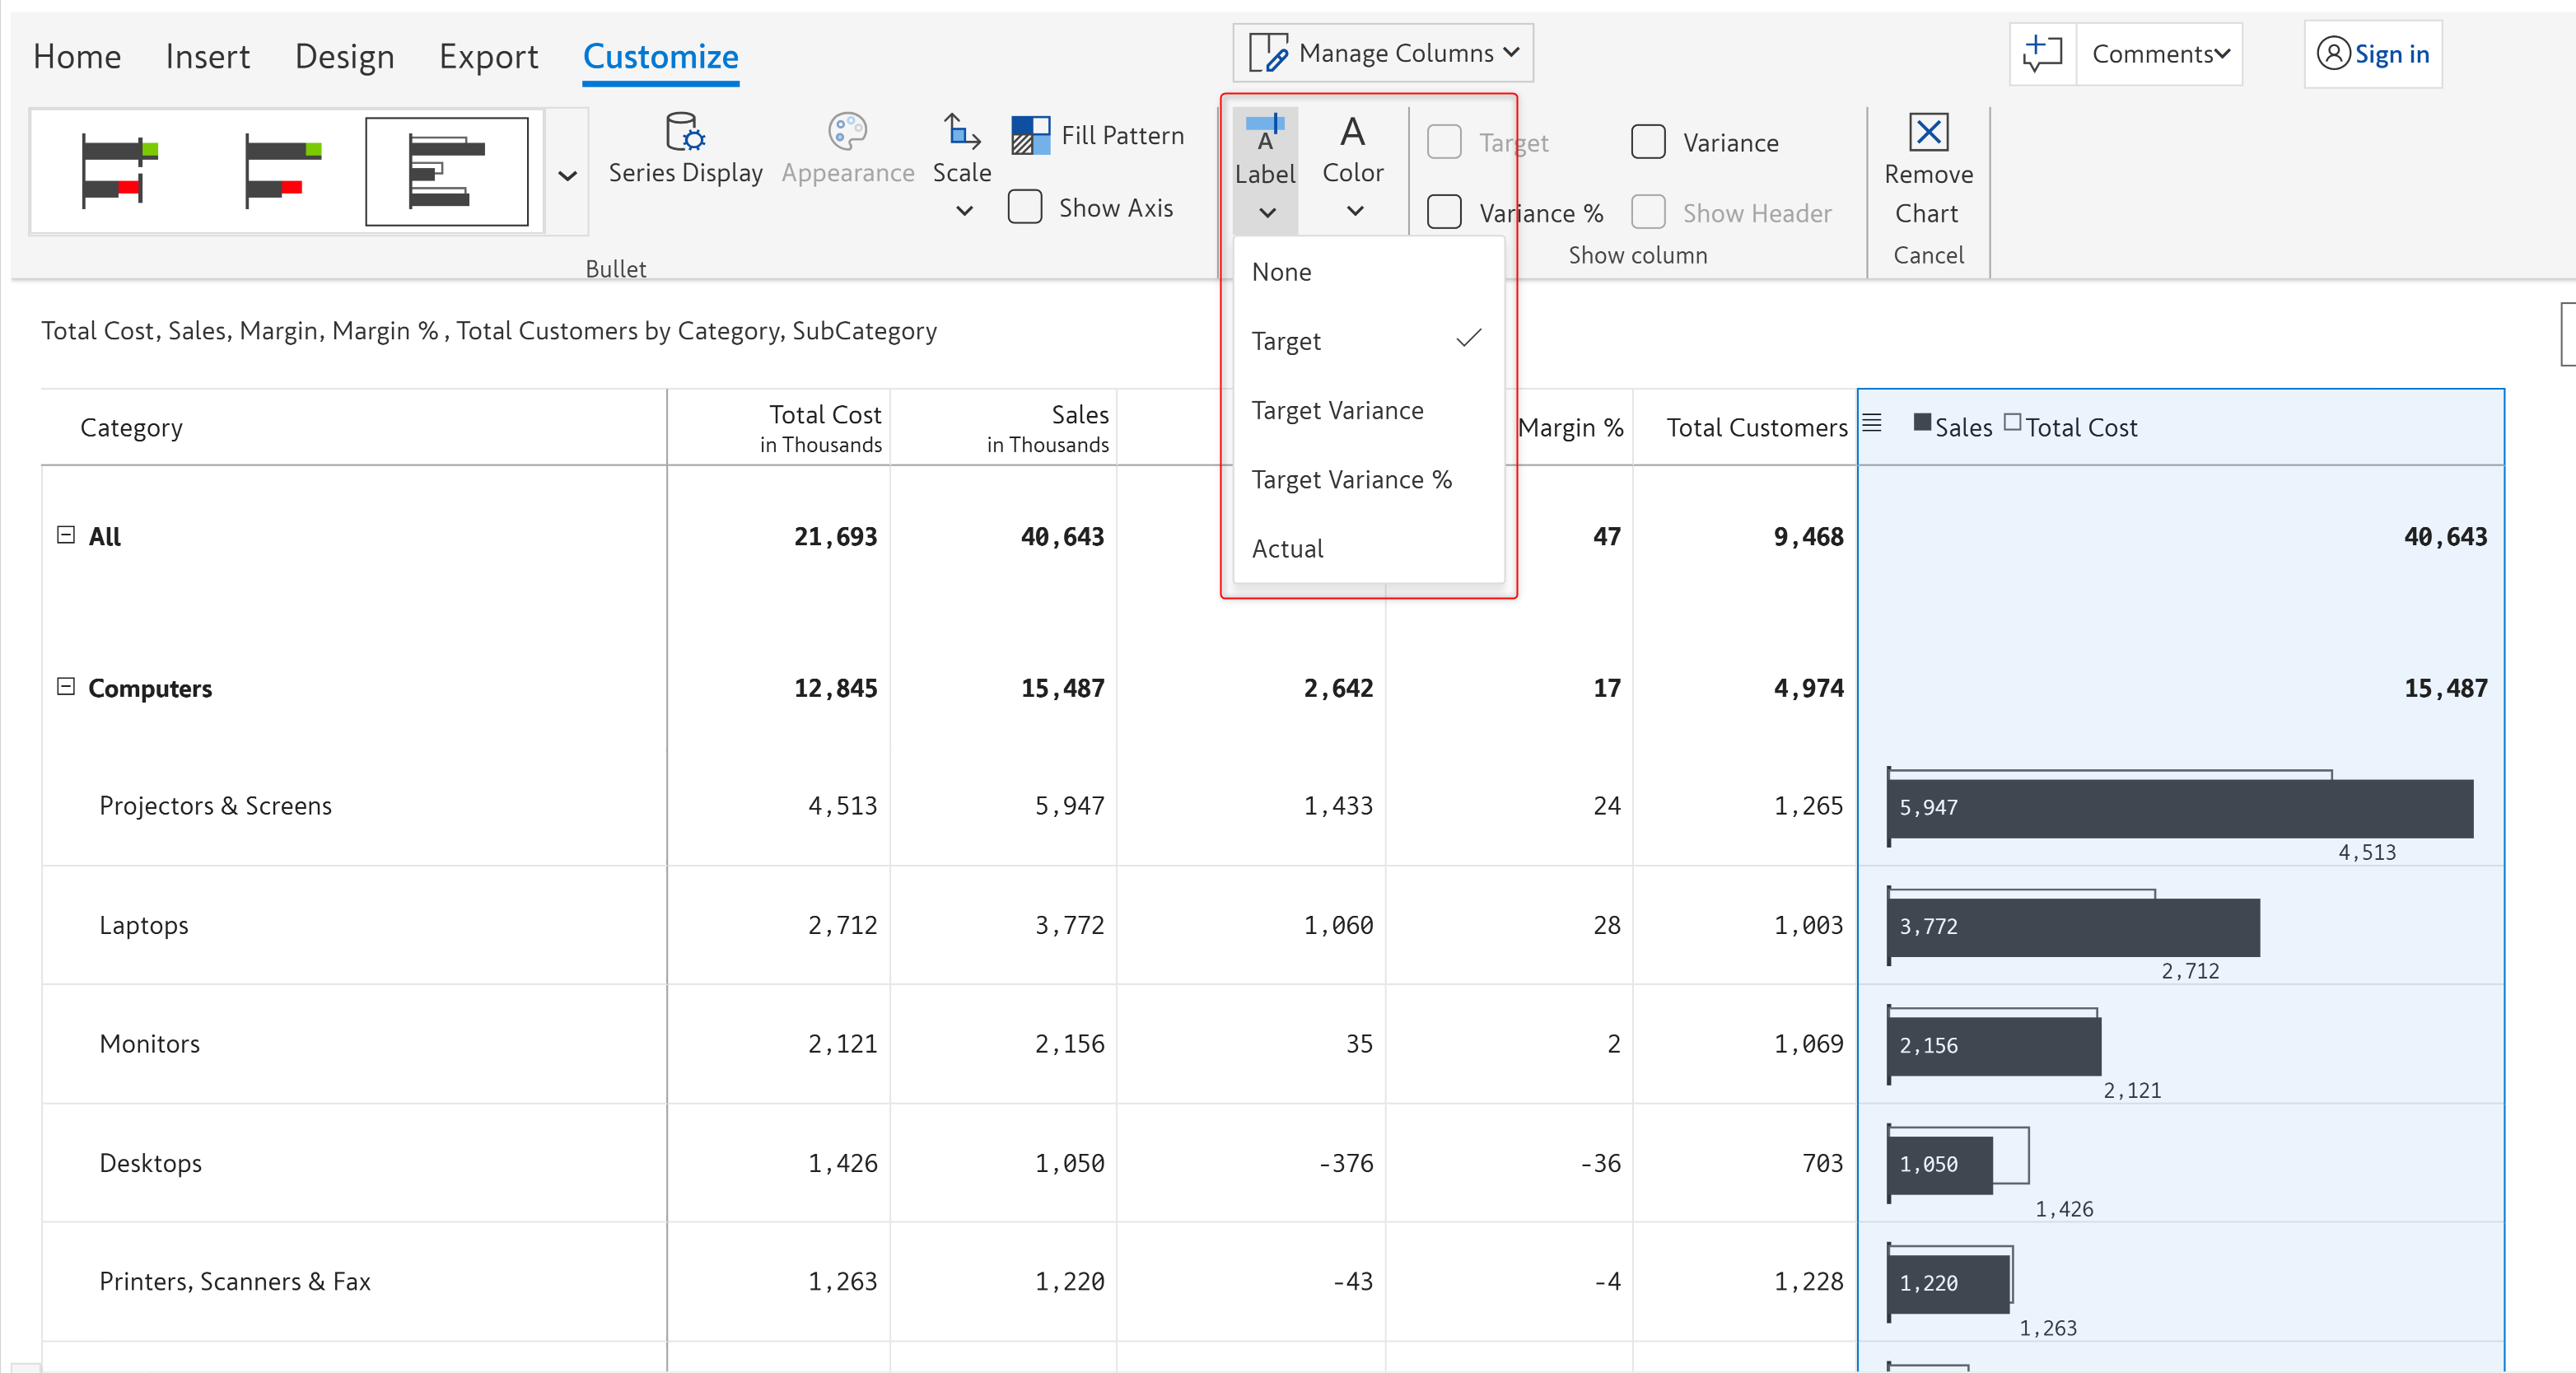 Home Insert Design Export Customize
Manage Columns
Comments
Sign in
Series Display
Appearance
Scale
Fill Pattern
Show Axis
Bullet
A
Label
A
Color
Target
Variance
Variance %
Show Header
Show column
Remove
Chart
Cancel
None
Target
Target Variance
Target Variance %
Actual
Total Cost, Sales, Margin, Margin %, Total Customers by Category, SubCategory
Category
Total Cost
in Thousands
Sales
in Thousands
Margin %
Total Customers
Sales Total Cost
All 21,693 40,643 47 9,468 40,643
Computers 12,845 15,487 2,642 17 4,974 15,487
Projectors & Screens 4,513 5,947 1,433 24 1,265 5,947
4,513
Laptops 2,712 3,772 1,060 28 1,003 3,772
2,712
Monitors 2,121 2,156 35 2 1,069 2,156
2,121
Desktops 1,426 1,050 -376 -36 703 1,050
1,426
Printers, Scanners & Fax 1,263 1,220 -43 -4 1,228 1,220
1,263